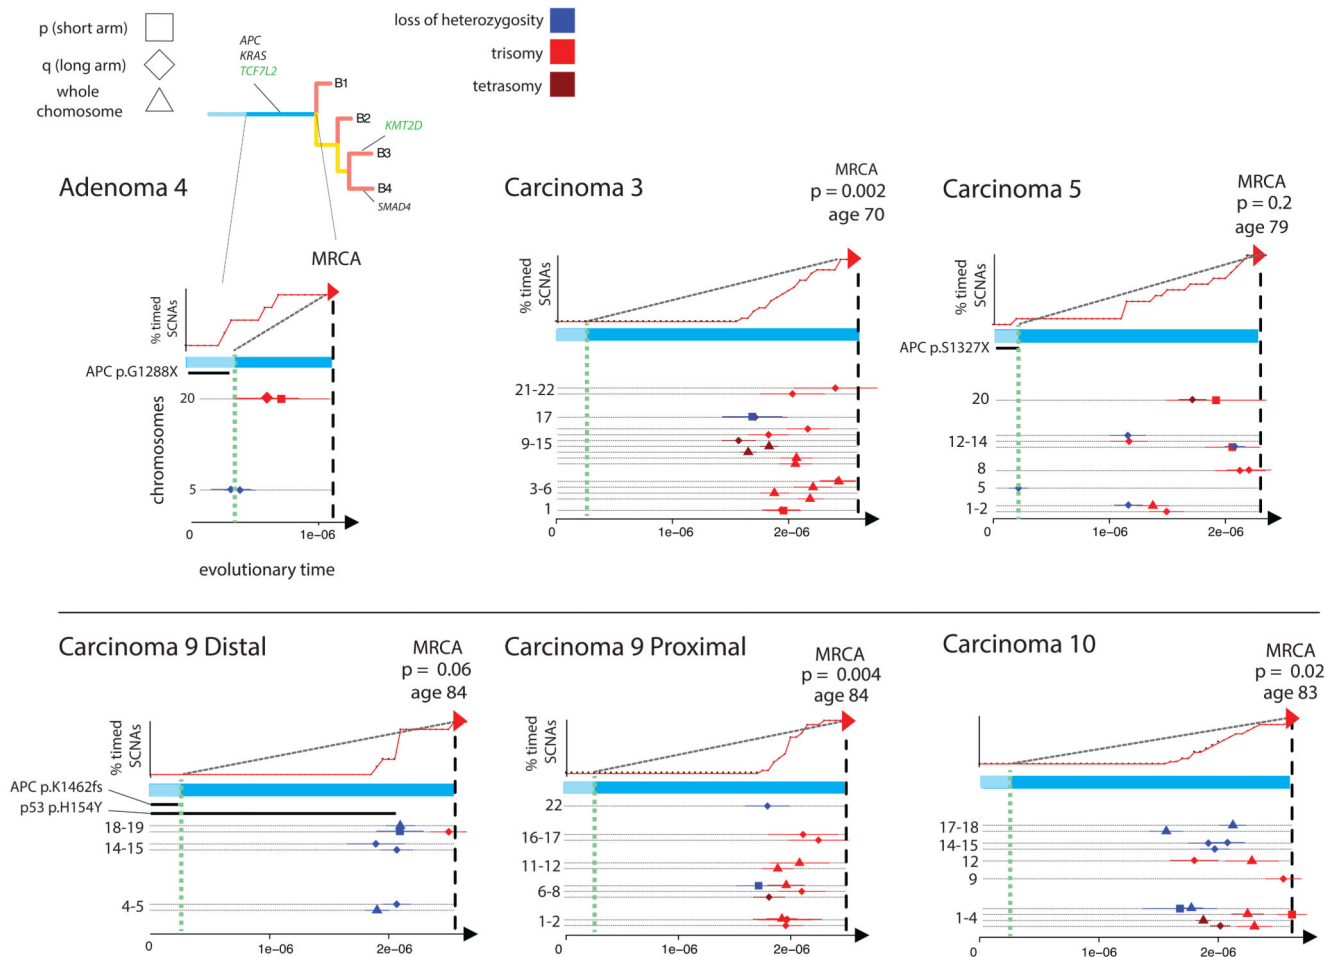 p (short arm)
q (long arm)
whole
chomosome
loss of heterozygosity
trisomy
tetrasomy
APC
KRAS
TCF7L2
B1
B2
KMT2D
B3
B4
SMAD4
Adenoma 4
MRCA
% timed
SCNAs
APC p.G1288X
chromosomes
20
5
0
1e−06
evolutionary time
Carcinoma 3
MRCA
p = 0.002
age 70
% timed
SCNAs
21-22
17
9-15
3-6
1
0
1e−06
2e−06
Carcinoma 5
MRCA
p = 0.2
age 79
% timed
SCNAs
APC p.S1327X
20
12-14
8
5
1-2
0
1e−06
2e−06
Carcinoma 9 Distal
MRCA
p = 0.06
age 84
% timed
SCNAs
APC p.K1462fs
p53 p.H154Y
18-19
14-15
4-5
0
1e−06
2e−06
Carcinoma 9 Proximal
MRCA
p = 0.004
age 84
% timed
SCNAs
22
16-17
11-12
6-8
1-2
0
1e−06
2e−06
Carcinoma 10
MRCA
p = 0.02
age 83
% timed
SCNAs
17-18
14-15
12
9
1-4
0
1e−06
2e−06